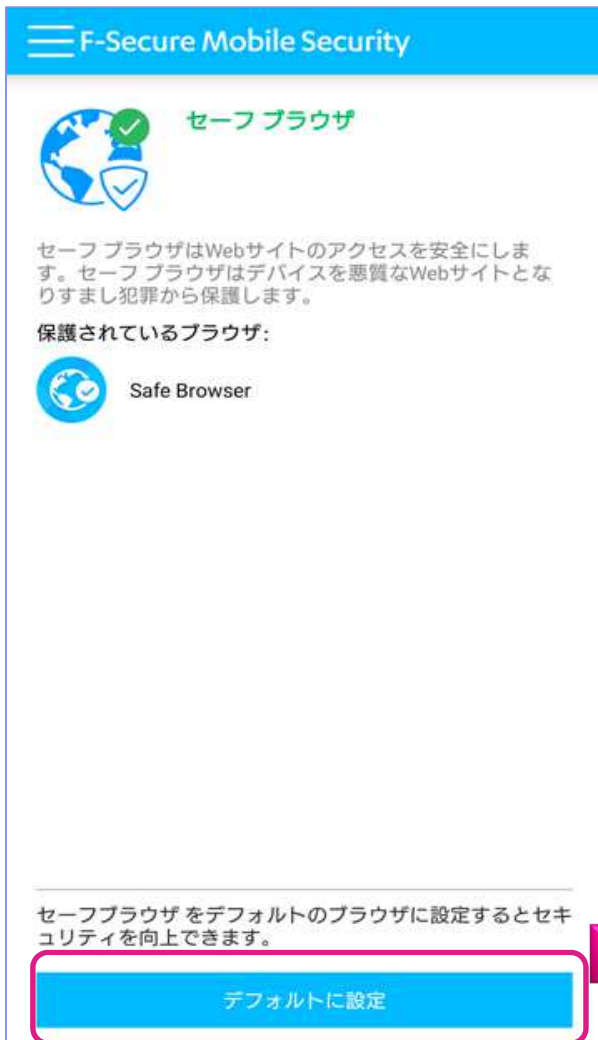 F-Secure Mobile Security
セーフ ブラウザ
セーフ ブラウザはWebサイトのアクセスを安全にしま
す。セーフ ブラウザはデバイスを悪質なWebサイトとな
りすまし犯罪から保護します。
保護されているブラウザ:
Safe Browser
セーフブラウザ をデフォルトのブラウザに設定するとセキ
ュリティを向上できます。
デフォルトに設定